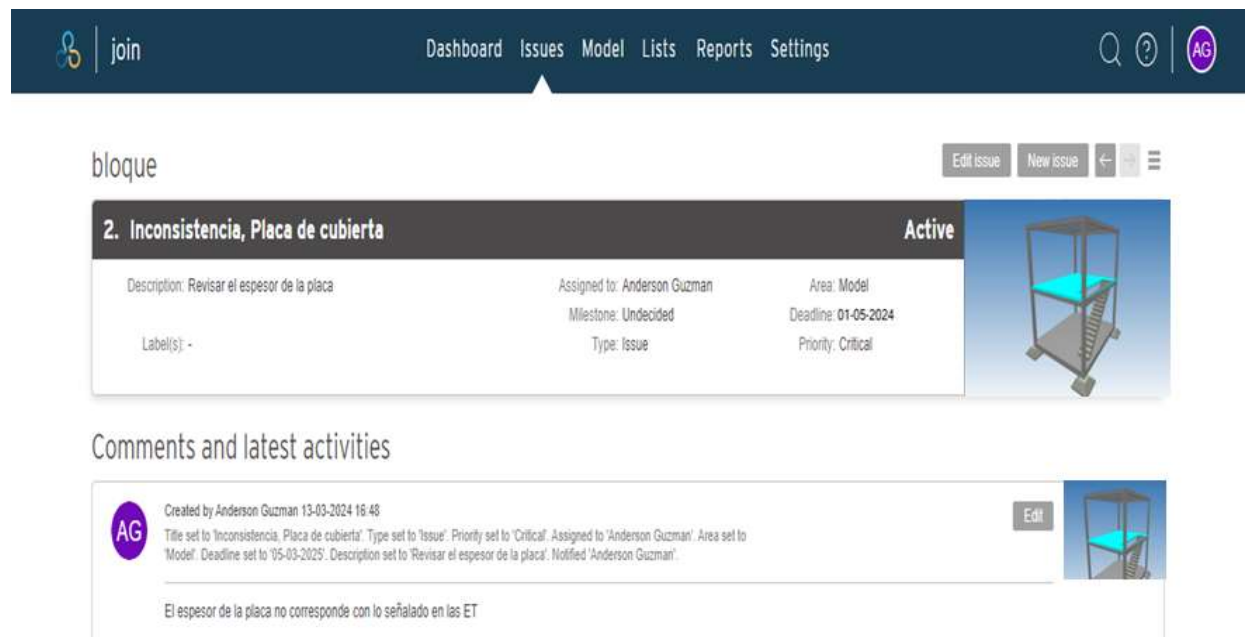 join
Dashboard Issues Model Lists Reports Settings
? AG
bloque
Edit issue New issue
2. Inconsistencia, Placa de cubierta Active
Description: Revisar el espesor de la placa Assigned to: Anderson Guzman Area: Model
Milestone: Undecided Deadline: 01-05-2024
Label(s): - Type: Issue Priority: Critical
Comments and latest activities
AG Created by Anderson Guzman 13-03-2024 16:48 Edit
Title set to 'Inconsistencia, Placa de cubierta'. Type set to 'Issue'. Priority set to 'Critical'. Assigned to 'Anderson Guzman'. Area set to
'Model'. Deadline set to '05-03-2025'. Description set to 'Revisar el espesor de la placa'. Notified 'Anderson Guzman'.
El espesor de la placa no corresponde con lo señalado en las ET